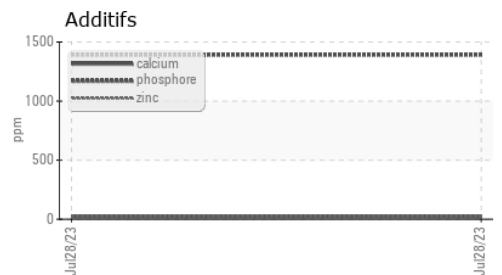 Additifs
1500
1000
500
0
ppm
calcium
phosphore
zinc
Jul28/23
Jul28/23